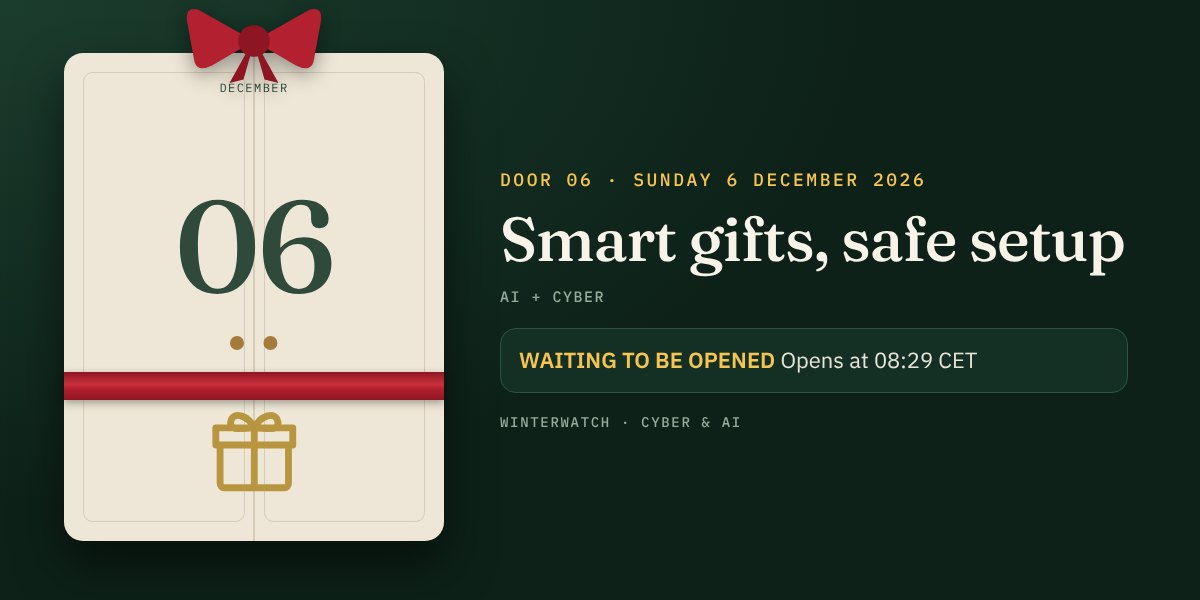 DECEMBER
06
DOOR 06 · SUNDAY 6 DECEMBER 2026
Smart gifts, safe setup
AI + CYBER
WAITING TO BE OPENED Opens at 08:29 CET
WINTERWATCH · CYBER & AI